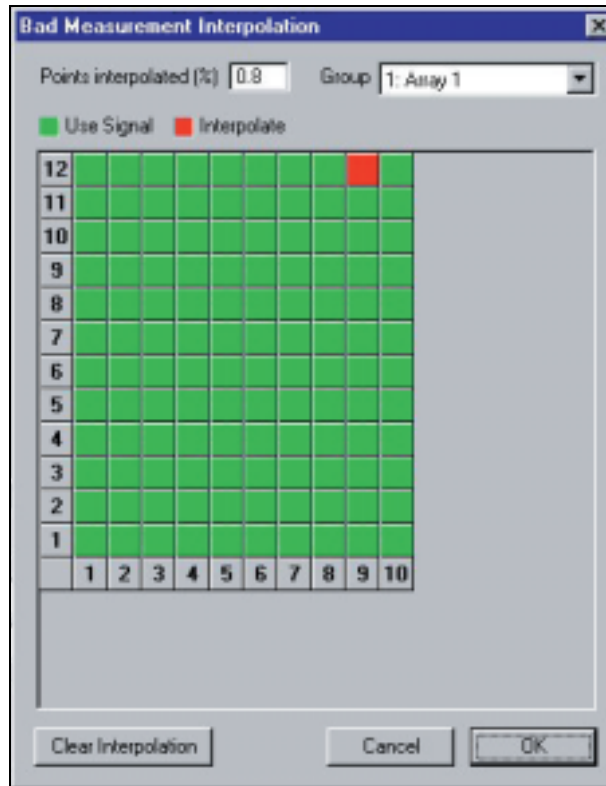 Bad Measurement Interpolation
Points interpolated (%) 0.8 Group 1: Array 1
Use Signal Interpolate
12
11
10
9
8
7
6
5
4
3
2
1
1 2 3 4 5 6 7 8 9 10
Clear Interpolation Cancel OK